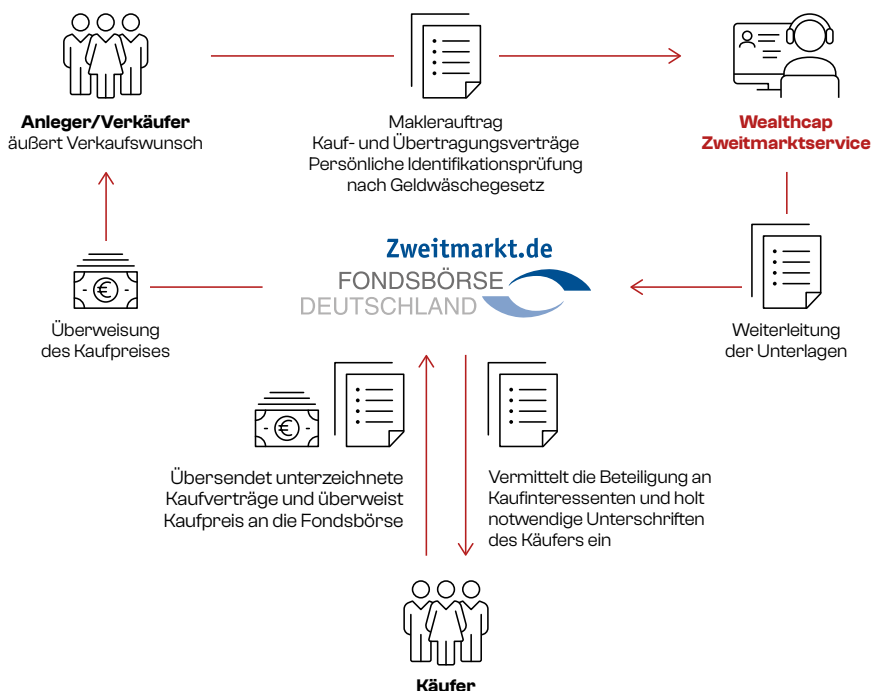 Anleger/Verkäufer
äußert Verkaufswunsch
Maklerauftrag
Kauf- und Übertragungsverträge
Persönliche Identifikationsprüfung
nach Geldwäschegesetz
Wealthcap
Zweitmarktservice
Zweitmarkt.de
FONDSBÖRSE
DEUTSCHLAND
€
Überweisung
des Kaufpreises
Weiterleitung
der Unterlagen
€
Übersendet unterzeichnete
Kaufverträge und überweist
Kaufpreis an die Fondsbörse
Vermittelt die Beteiligung an
Kaufinteressenten und holt
notwendige Unterschriften
des Käufers ein
Käufer